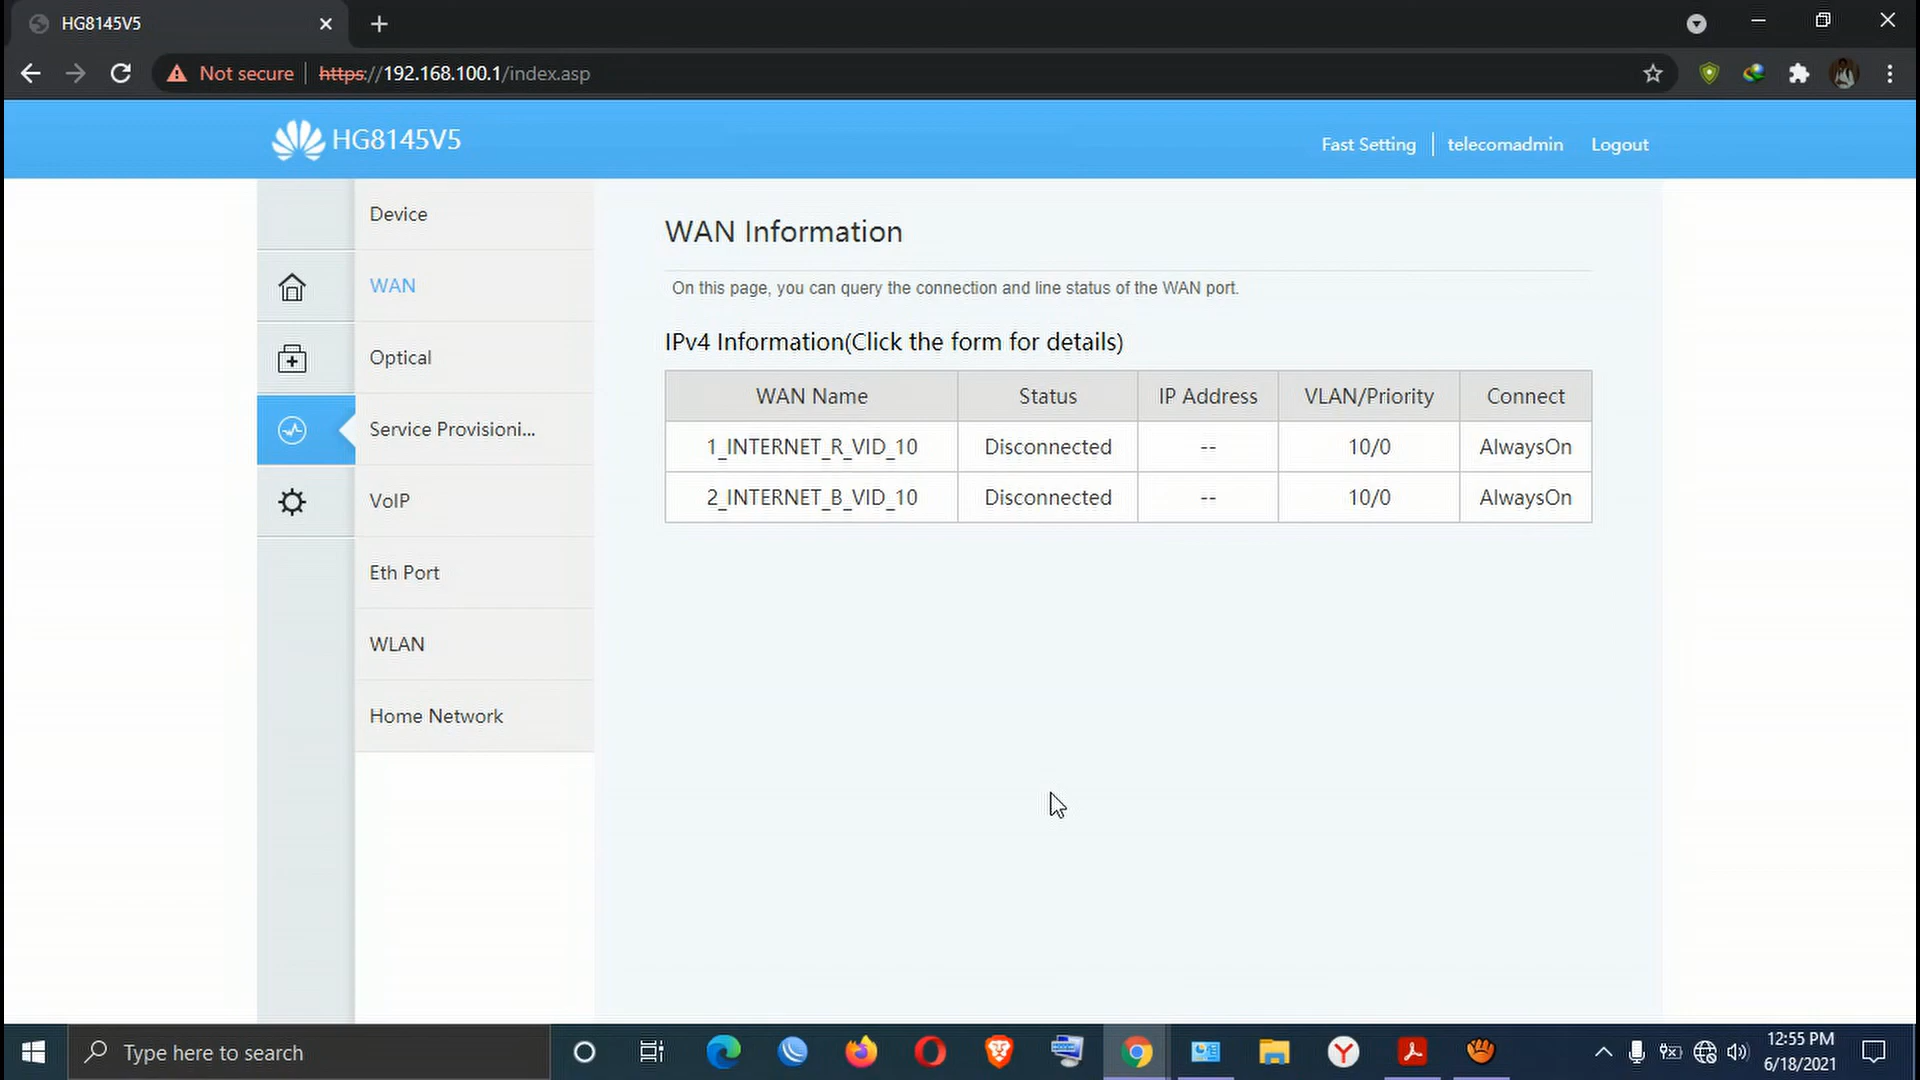 HG8145V5
Not secure
https://192.168.100.1/index.asp
HG8145V5
Fast Setting
telecomadmin
Logout
Device
WAN
Optical
Service Provisioni...
VoIP
Eth Port
WLAN
Home Network
WAN Information
On this page, you can query the connection and line status of the WAN port.
IPv4 Information(Click the form for details)
WAN Name Status IP Address VLAN/Priority Connect
1_INTERNET_R_VID_10 Disconnected -- 10/0 AlwaysOn
2_INTERNET_B_VID_10 Disconnected -- 10/0 AlwaysOn
Type here to search
12:55 PM
6/18/2021